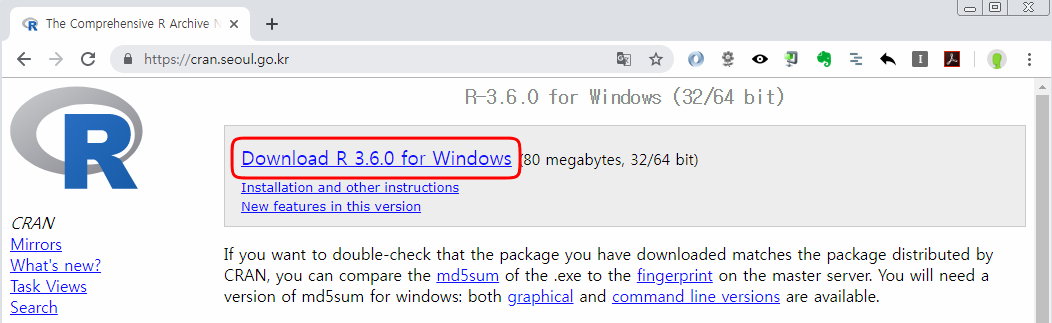 The Comprehensive R Archive N
https://cran.seoul.go.kr
R-3.6.0 for Windows (32/64 bit)
R
Download R 3.6.0 for Windows (80 megabytes, 32/64 bit)
Installation and other instructions
New features in this version
CRAN
Mirrors
What's new?
Task Views
Search
If you want to double-check that the package you have downloaded matches the package distributed by
CRAN, you can compare the md5sum of the .exe to the fingerprint on the master server. You will need a
version of md5sum for windows: both graphical and command line versions are available.